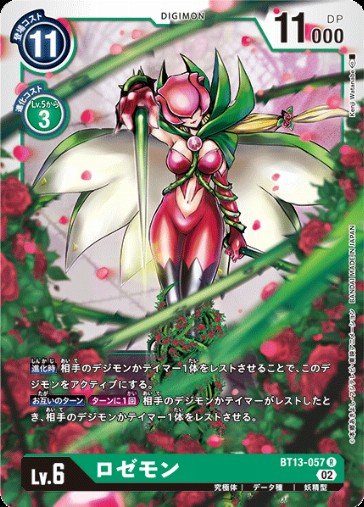 登場コスト
11
DIGIMON
11000
DP
進化コスト
Lv.5から
3
Kenji Watanabe
進化時 相手のデジモンかテイマー1体をレストさせることで、このデ
ジモンをアクティブにする。
お互いのターン ターンに1回 相手のデジモンかテイマーがレストしたと
き、相手のデジモンかテイマー1体をレストさせる。
BANDAI MADE IN JAPAN
Lv.6
ロゼモン
BT13-057 R
02
究極体 データ種 妖精型